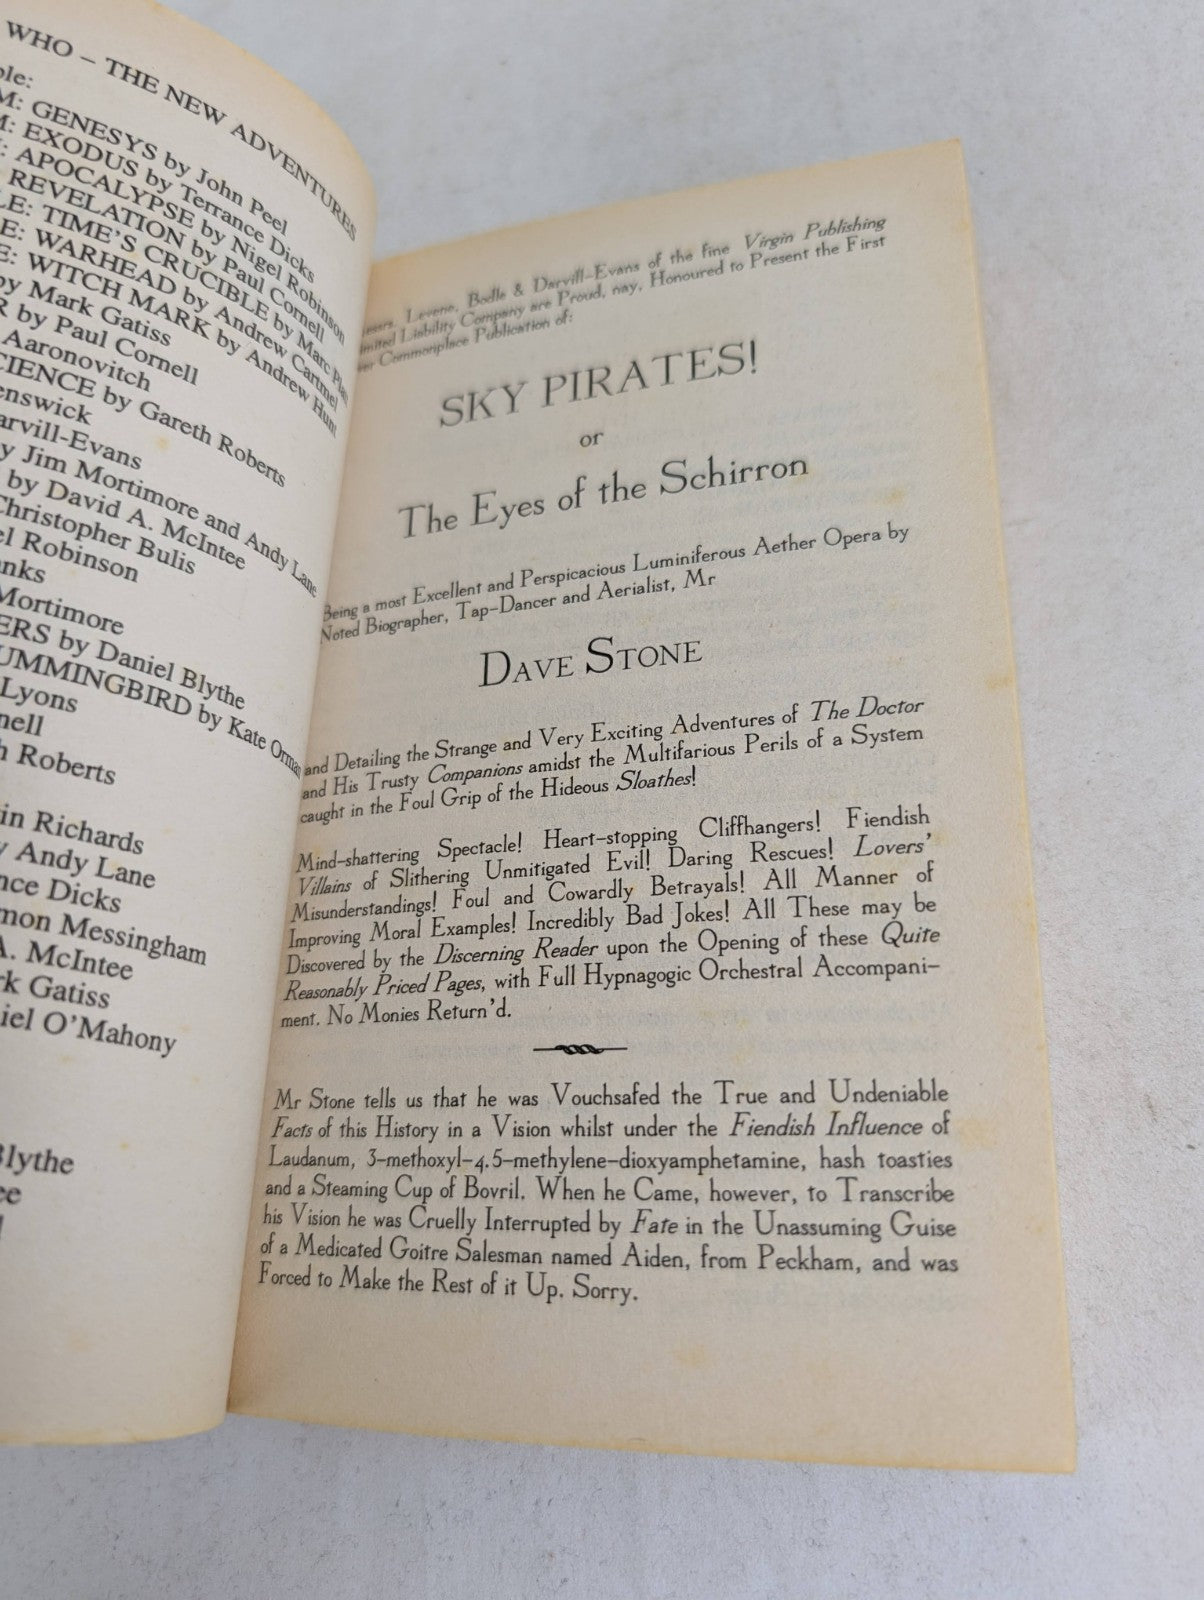 WHO – THE NEW ADVENTURES
GENESYS by John Peel
EXODUS by Terrance Dicks
APOCALYPSE by Nigel Robinson
REVELATION by Paul Cornell
TIME'S CRUCIBLE by Marc
WARHEAD by Andrew Cartmel
WITCH MARK by Andrew Hunt
by Mark Gatiss
by Paul Cornell
Aaronovitch
by Gareth Roberts
arvill-Evans
Jim Mortimore and Andy Lane
by David A. McIntee
Christopher Bulis
Robinson
Mortimore
by Daniel Blythe
UMMINGBIRD by Kate Orman
Lyons
Roberts
Richards
Andy Lane
Dicks
Messingham
A. McIntee
Gatiss
O'Mahony
Blythe
Levene, Bodle & Darvill-Evans of the fine Virgin Publishing
Limited Liability Company are Proud, nay, Honoured to Present the First
Commonplace Publication of:
SKY PIRATES!
or
The Eyes of the Schirron
Being a most Excellent and Perspicacious Luminiferous Aether Opera by
Noted Biographer, Tap-Dancer and Aerialist, Mr
DAVE STONE
and Detailing the Strange and Very Exciting Adventures of The Doctor
and His Trusty Companions amidst the Multifarious Perils of a System
caught in the Foul Grip of the Hideous Sloathes!
Mind-shattering Spectacle! Heart-stopping Cliffhangers! Fiendish
Villains of Slithering Unmitigated Evil! Daring Rescues! Lovers'
Misunderstandings! Foul and Cowardly Betrayals! All Manner of
Improving Moral Examples! Incredibly Bad Jokes! All These may be
Discovered by the Discerning Reader upon the Opening of these Quite
Reasonably Priced Pages, with Full Hypnagogic Orchestral Accompani-
ment. No Monies Return'd.
Mr Stone tells us that he was Vouchsafed the True and Undeniable
Facts of this History in a Vision whilst under the Fiendish Influence of
Laudanum, 3-methoxyl-4,5-methylene-dioxyamphetamine, hash toasties
and a Steaming Cup of Bovril. When he Came, however, to Transcribe
his Vision he was Cruelly Interrupted by Fate in the Unassuming Guise
of a Medicated Goitre Salesman named Aiden, from Peckham, and was
Forced to Make the Rest of it Up. Sorry.